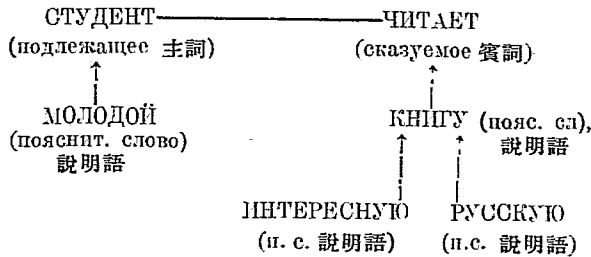 СТУДЕНТ ЧИТАЕТ
(подлежащее 主詞) (сказуемое 賓詞)
МОЛОДОЙ КНИГУ (пояс. сл),
(пояснит. слово) 說明語
說明語
ИНТЕРЕСНУЮ РУССКУЮ
(п. с. 說明語) (п.с. 說明語)